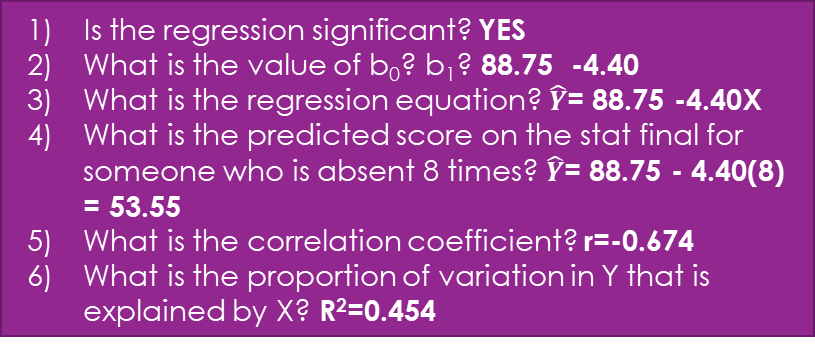 1) Is the regression significant? YES
2) What is the value of b₀? b₁? 88.75 -4.40
3) What is the regression equation? Ŷ= 88.75 -4.40X
4) What is the predicted score on the stat final for
someone who is absent 8 times? Ŷ= 88.75 - 4.40(8)
= 53.55
5) What is the correlation coefficient? r=-0.674
6) What is the proportion of variation in Y that is
explained by X? R²=0.454